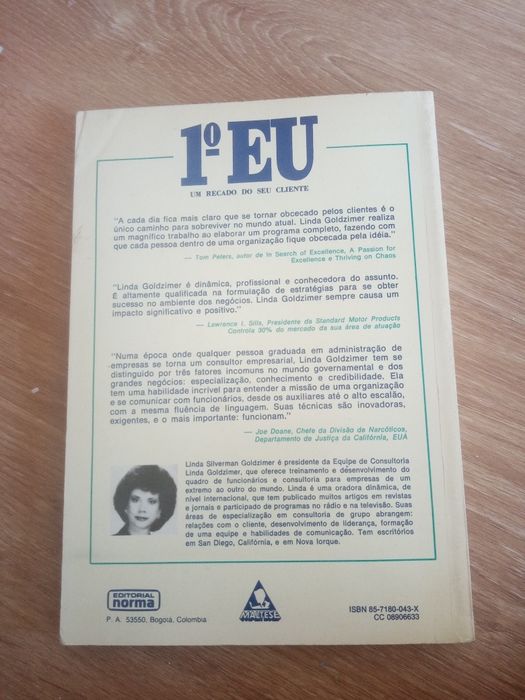 1º EU
UM RECADO DO SEU CLIENTE
"A cada dia fica mais claro que se tornar obcecado pelos clientes é o
único caminho para sobreviver no mundo atual. Linda Goldzimer realiza
um magnífico trabalho ao elaborar um programa completo, fazendo com
que cada pessoa dentro de uma organização fique obcecada pela idéia."
— Tom Peters, autor de In Search of Excellence, A Passion for
Excellence e Thriving on Chaos
"Linda Goldzimer é dinâmica, profissional e conhecedora do assunto.
É altamente qualificada na formulação de estratégias para se obter
sucesso no ambiente dos negócios. Linda Goldzimer sempre causa um
impacto significativo e positivo."
— Lawrence I. Sills, Presidente da Standard Motor Products
Controla 30% do mercado da sua área de atuação
"Numa época onde qualquer pessoa graduada em administração de
empresas se torna um consultor empresarial, Linda Goldzimer tem se
distinguido por três fatores incomuns no mundo governamental e dos
grandes negócios: especialização, conhecimento e credibilidade. Ela
tem uma habilidade incrível para entender a missão de uma organização
e se comunicar com funcionários, desde os auxiliares até o alto escalão,
com a mesma fluência de linguagem. Suas técnicas são inovadoras,
exigentes, e o mais importante: funcionam."
— Joe Doane, Chefe da Divisão de Narcóticos,
Departamento de Justiça da Califórnia, EUA
Linda Silverman Goldzimer é presidente da Equipe de Consultoria
Linda Goldzimer, que oferece treinamento e desenvolvimento do
quadro de funcionários e consultoria para empresas de um
extremo ao outro do mundo. Linda é uma oradora dinâmica, de
nível internacional, que tem publicado muitos artigos em revistas
e jornais e participado de programas no rádio e na televisão. Suas
áreas de especialização em consultoria de grupo abrangem:
relações com o cliente, desenvolvimento de liderança, formação
de uma equipe e habilidades de comunicação. Tem escritórios
em San Diego, Califórnia, e em Nova Iorque.
EDITORIAL
norma
P. A. 53550, Bogoiá, Colombia
MALTESE
ISBN 85-7180-043-X
CC 08906633